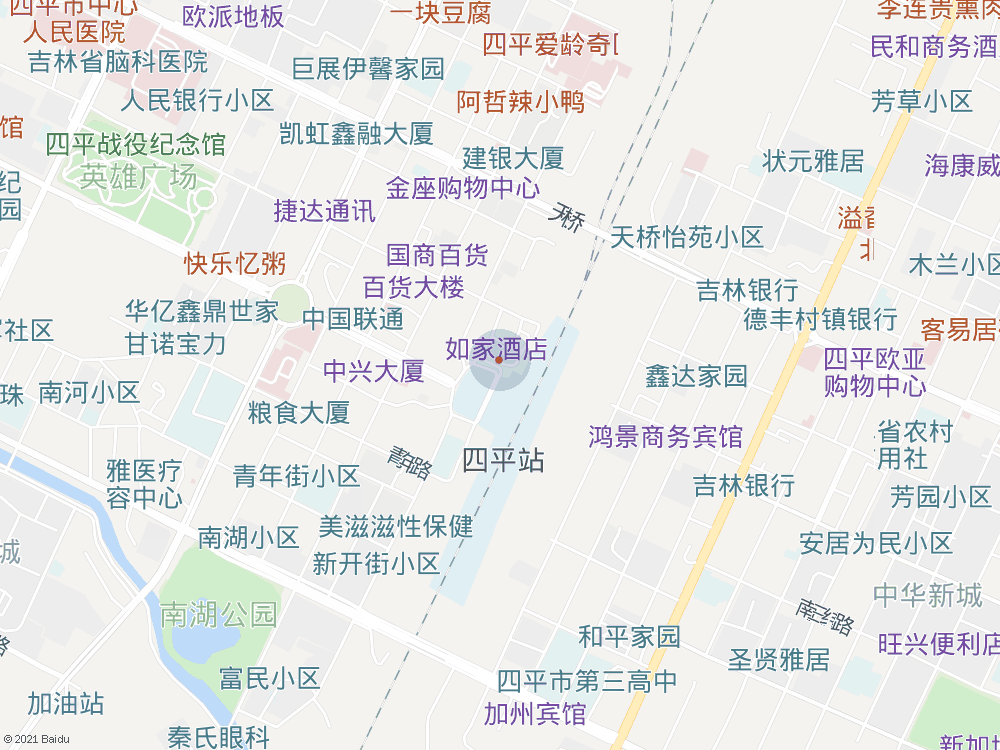 四平市中心
人民医院
欧派地板
一块豆腐
李连贵熏肉
四平爱龄奇
民和商务酒
吉林省脑科医院
巨展伊馨家园
人民银行小区
阿哲辣小鸭
芳草小区
馆
四平战役纪念馆
凯虹鑫融大厦
英雄广场
建银大厦
状元雅居
海康威
金座购物中心
纪
园
捷达通讯
天桥
天桥怡苑小区
快乐忆粥
国商百货
木兰小区
百货大楼
吉林银行
华亿鑫鼎世家
中国联通
德丰村镇银行
社区
甘诺宝力
客易居
如家酒店
中兴大厦
四平欧亚
购物中心
鑫达家园
珠
南河小区
粮食大厦
鸿景商务宾馆
省农村
用社
四平站
青年路
雅医疗
容中心
青年街小区
吉林银行
芳园小区
美滋滋性保健
南湖小区
城
新开街小区
安居为民小区
南湖公园
中华新城
南三纬路
路
和平家园
旺兴便利店
圣贤雅居
富民小区
四平市第三高中
加油站
加州宾馆
秦氏眼科
新加坡
© 2021 Baidu